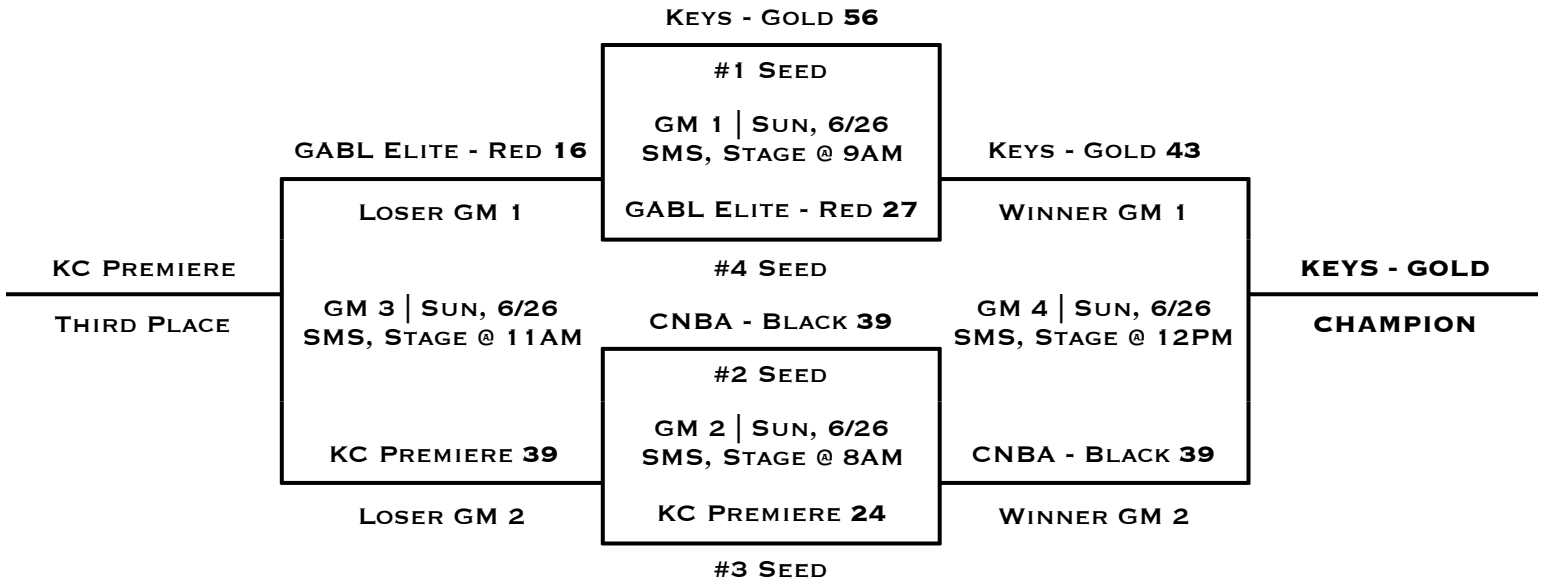 Keys - Gold 56
#1 Seed
GM 1 | Sun, 6/26
SMS, Stage @ 9AM
GABL Elite - Red 27
#4 Seed
GABL Elite - Red 16
Loser GM 1
KC Premiere
Third Place
GM 3 | Sun, 6/26
SMS, Stage @ 11AM
KC Premiere 39
Loser GM 2
CNBA - Black 39
#2 Seed
GM 2 | Sun, 6/26
SMS, Stage @ 8AM
KC Premiere 24
#3 Seed
Keys - Gold 43
Winner GM 1
GM 4 | Sun, 6/26
SMS, Stage @ 12PM
CNBA - Black 39
Winner GM 2
KEYS - GOLD
CHAMPION